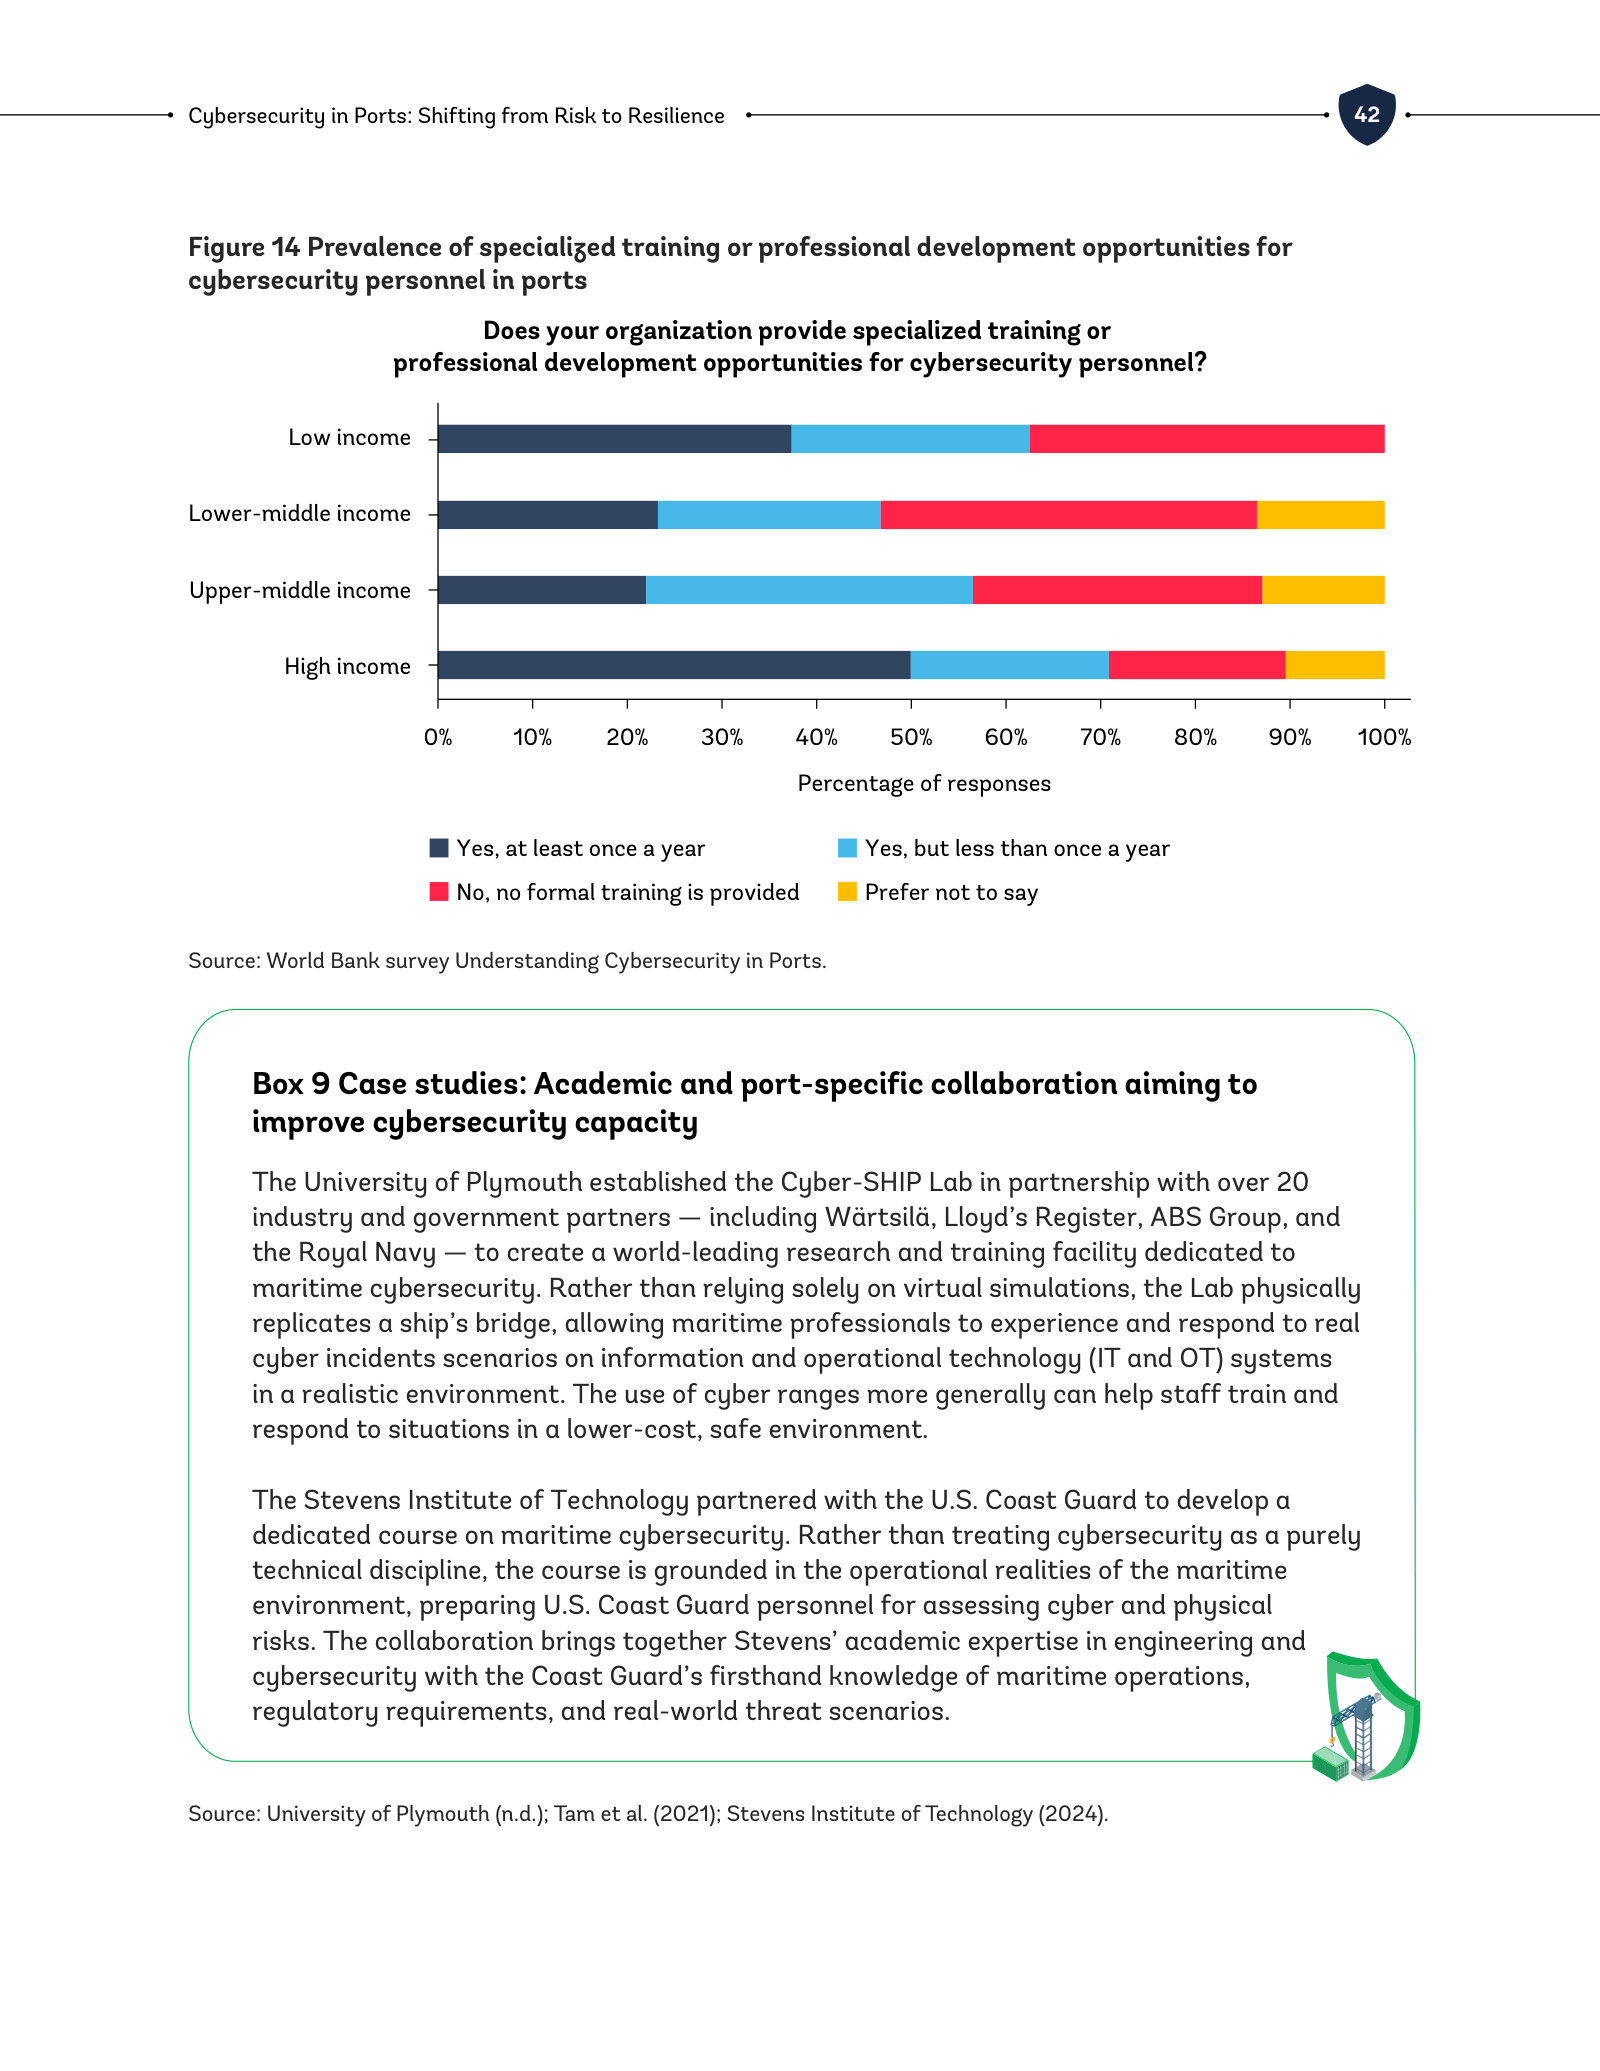 Cybersecurity in Ports: Shifting from Risk to Resilience
42
Figure 14 Prevalence of specialized training or professional development opportunities for
cybersecurity personnel in ports
Does your organization provide specialized training or
professional development opportunities for cybersecurity personnel?
Low income
Lower-middle income
Upper-middle income
High income
0% 10% 20% 30% 40% 50% 60% 70% 80% 90% 100%
Percentage of responses
Yes, at least once a year
Yes, but less than once a year
No, no formal training is provided
Prefer not to say
Source: World Bank survey Understanding Cybersecurity in Ports.
Box 9 Case studies: Academic and port-specific collaboration aiming to
improve cybersecurity capacity
The University of Plymouth established the Cyber-SHIP Lab in partnership with over 20
industry and government partners — including Wärtsilä, Lloyd’s Register, ABS Group, and
the Royal Navy — to create a world-leading research and training facility dedicated to
maritime cybersecurity. Rather than relying solely on virtual simulations, the Lab physically
replicates a ship’s bridge, allowing maritime professionals to experience and respond to real
cyber incidents scenarios on information and operational technology (IT and OT) systems
in a realistic environment. The use of cyber ranges more generally can help staff train and
respond to situations in a lower-cost, safe environment.
The Stevens Institute of Technology partnered with the U.S. Coast Guard to develop a
dedicated course on maritime cybersecurity. Rather than treating cybersecurity as a purely
technical discipline, the course is grounded in the operational realities of the maritime
environment, preparing U.S. Coast Guard personnel for assessing cyber and physical
risks. The collaboration brings together Stevens’ academic expertise in engineering and
cybersecurity with the Coast Guard’s firsthand knowledge of maritime operations,
regulatory requirements, and real-world threat scenarios.
Source: University of Plymouth (n.d.); Tam et al. (2021); Stevens Institute of Technology (2024).